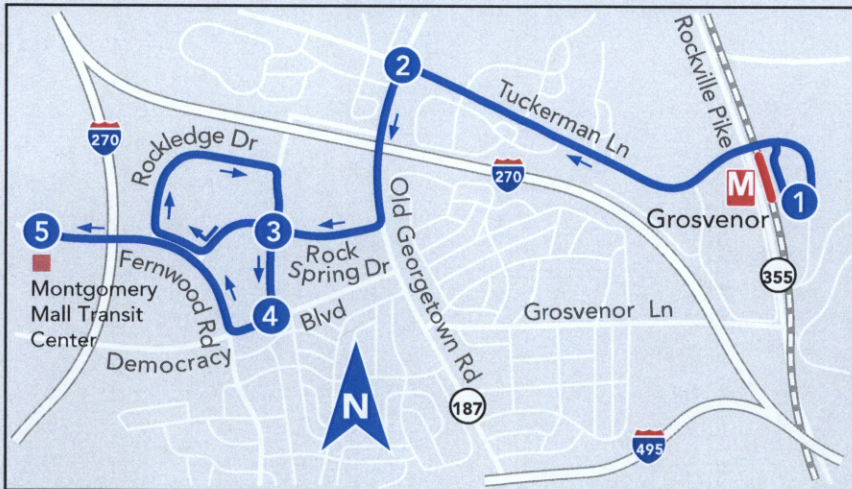 2
Tuckerman Ln
Rockville Pike
270
Rockledge Dr
270
M
1
Grosvenor
5
3
Old Georgetown Rd
Rock
Spring Dr
Fernwood Rd
355
Montgomery
Mall Transit
Center
4
Blvd
Grosvenor Ln
Democracy
N
187
495